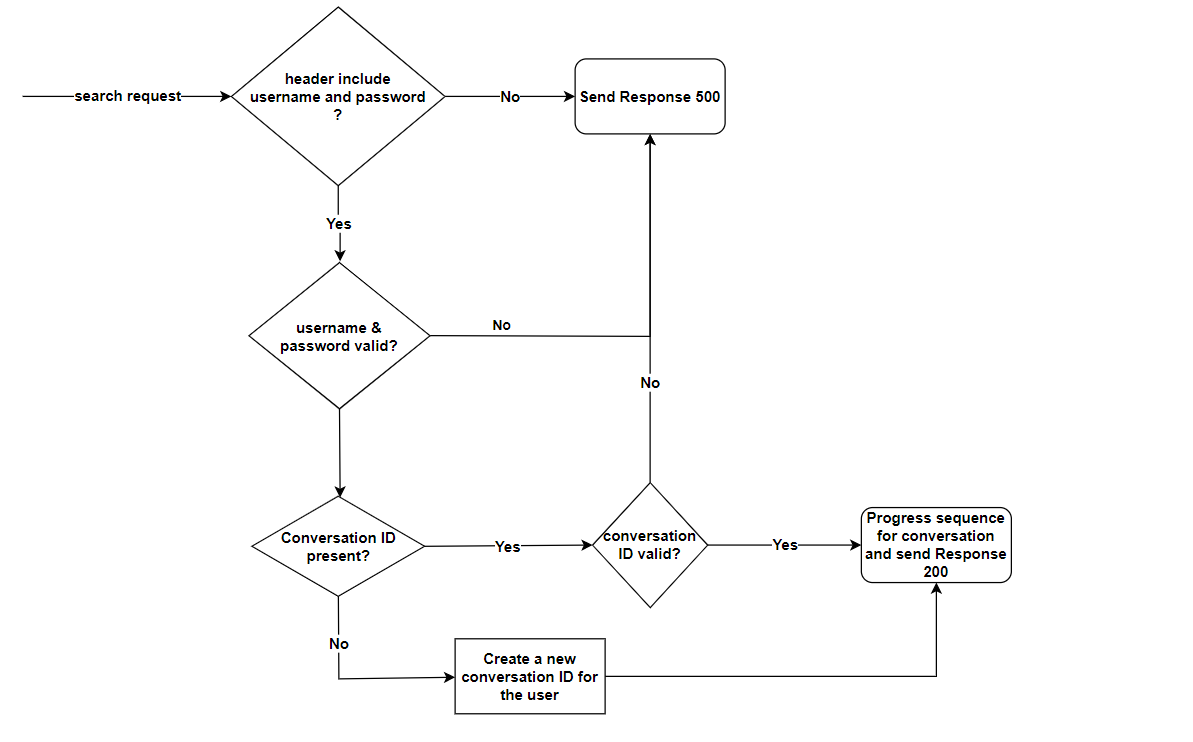 header include
username and password
?
search request
No
Send Response 500
Yes
username &
password valid?
No
No
Conversation ID
present?
Yes
conversation
ID valid?
Yes
Progress sequence
for conversation
and send Response
200
No
Create a new
conversation ID for
the user